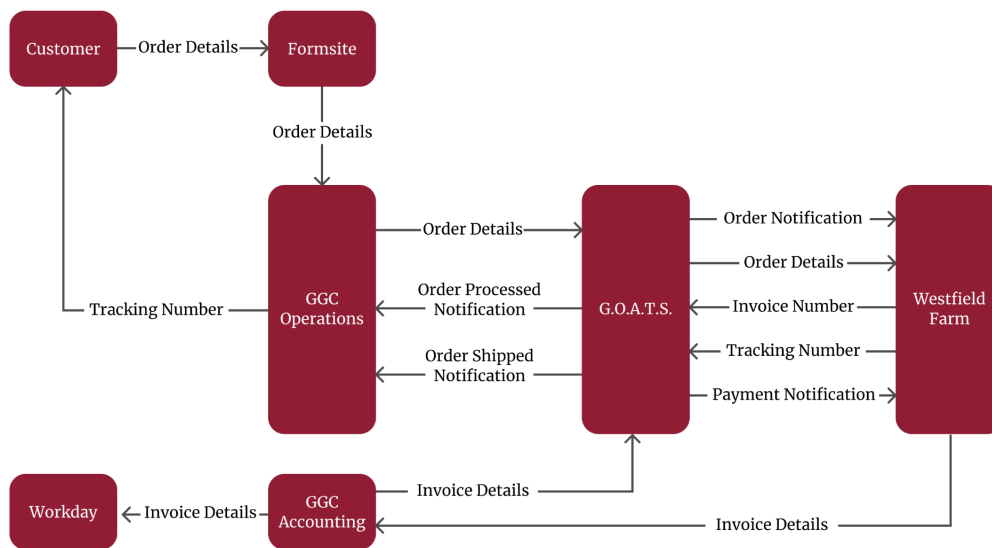 Customer
Order Details
Formsite
Order Details
GGC
Operations
Order Details
Order Processed
Notification
Order Shipped
Notification
Tracking Number
G.O.A.T.S.
Order Notification
Order Details
Invoice Number
Tracking Number
Payment Notification
Westfield
Farm
Workday
Invoice Details
GGC
Accounting
Invoice Details
Invoice Details